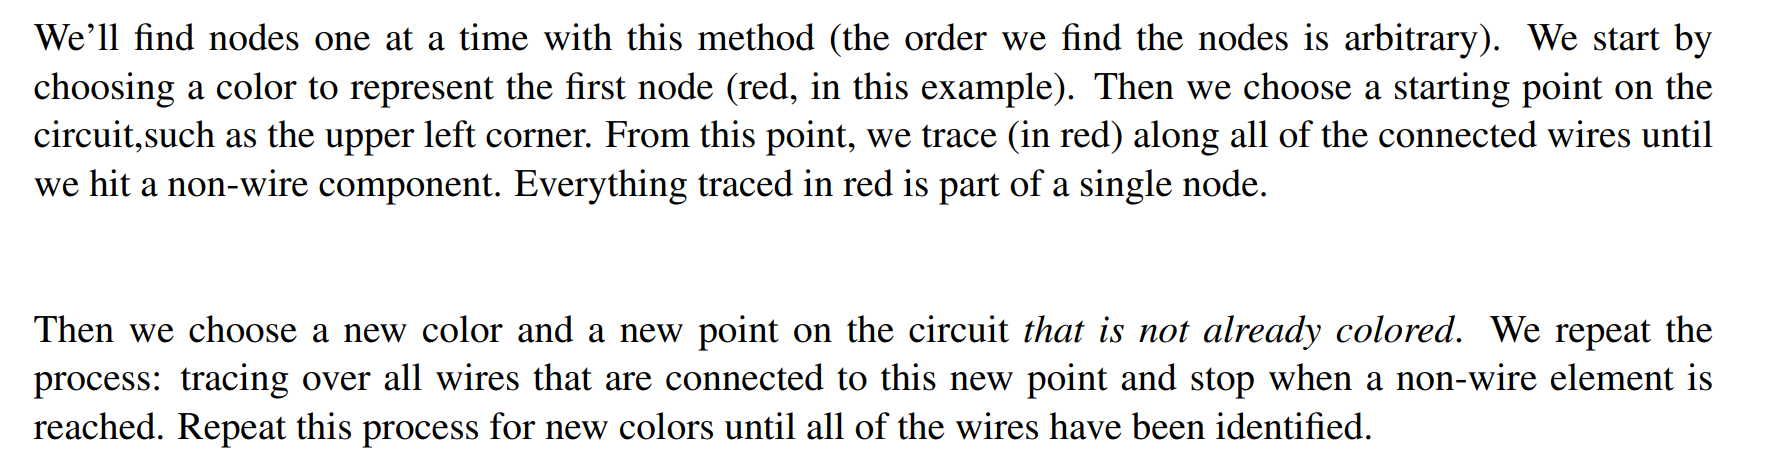 We’ll find nodes one at a time with this method (the order we find the nodes is arbitrary). We start by
choosing a color to represent the first node (red, in this example). Then we choose a starting point on the
circuit,such as the upper left corner. From this point, we trace (in red) along all of the connected wires until
we hit a non-wire component. Everything traced in red is part of a single node.
Then we choose a new color and a new point on the circuit that is not already colored. We repeat the
process: tracing over all wires that are connected to this new point and stop when a non-wire element is
reached. Repeat this process for new colors until all of the wires have been identified.